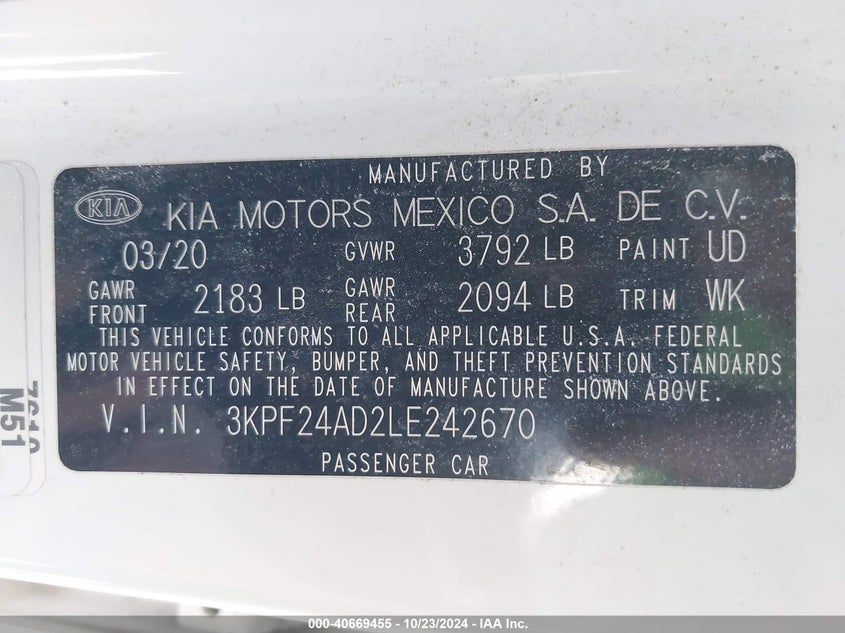 MANUFACTURED BY
KIA KIA MOTORS MEXICO S.A. DE C.V.
03/20 GVWR 3792 LB PAINT UD
GAWR FRONT 2183 LB GAWR REAR 2094 LB TRIM WK
THIS VEHICLE CONFORMS TO ALL APPLICABLE U.S.A. FEDERAL
MOTOR VEHICLE SAFETY, BUMPER, AND THEFT PREVENTION STANDARDS
IN EFFECT ON THE DATE OF MANUFACTURE SHOWN ABOVE.
V.I.N. 3KPF24AD2LE242670
PASSENGER CAR
M51
000-40669455 - 10/23/2024 - IAA Inc.